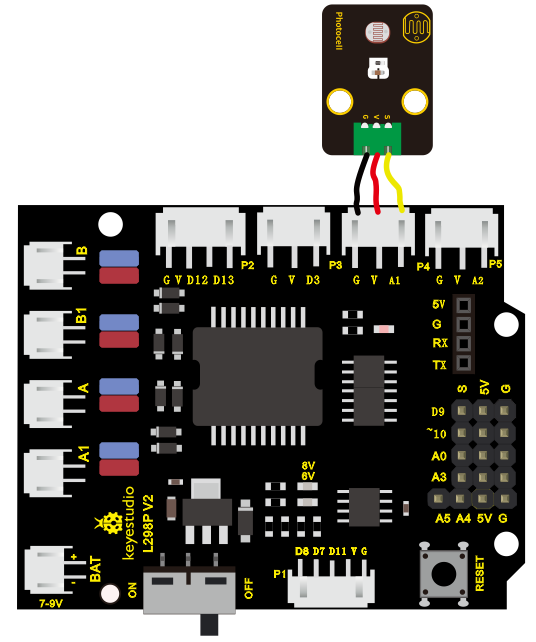 Photocell
G V S
P2
P3
P4
P5
G V D12 D13
G V D3
G V A1
G V A2
B
B1
A
A1
5V
G
RX
TX
S 5V G
D9
~10
A0
A3
A5 A4 5V G
8V
6V
keyestudio
L298P V2
D8 D7 D11 V G
P1
+
-
BAT
7-9V
ON
OFF
RESET